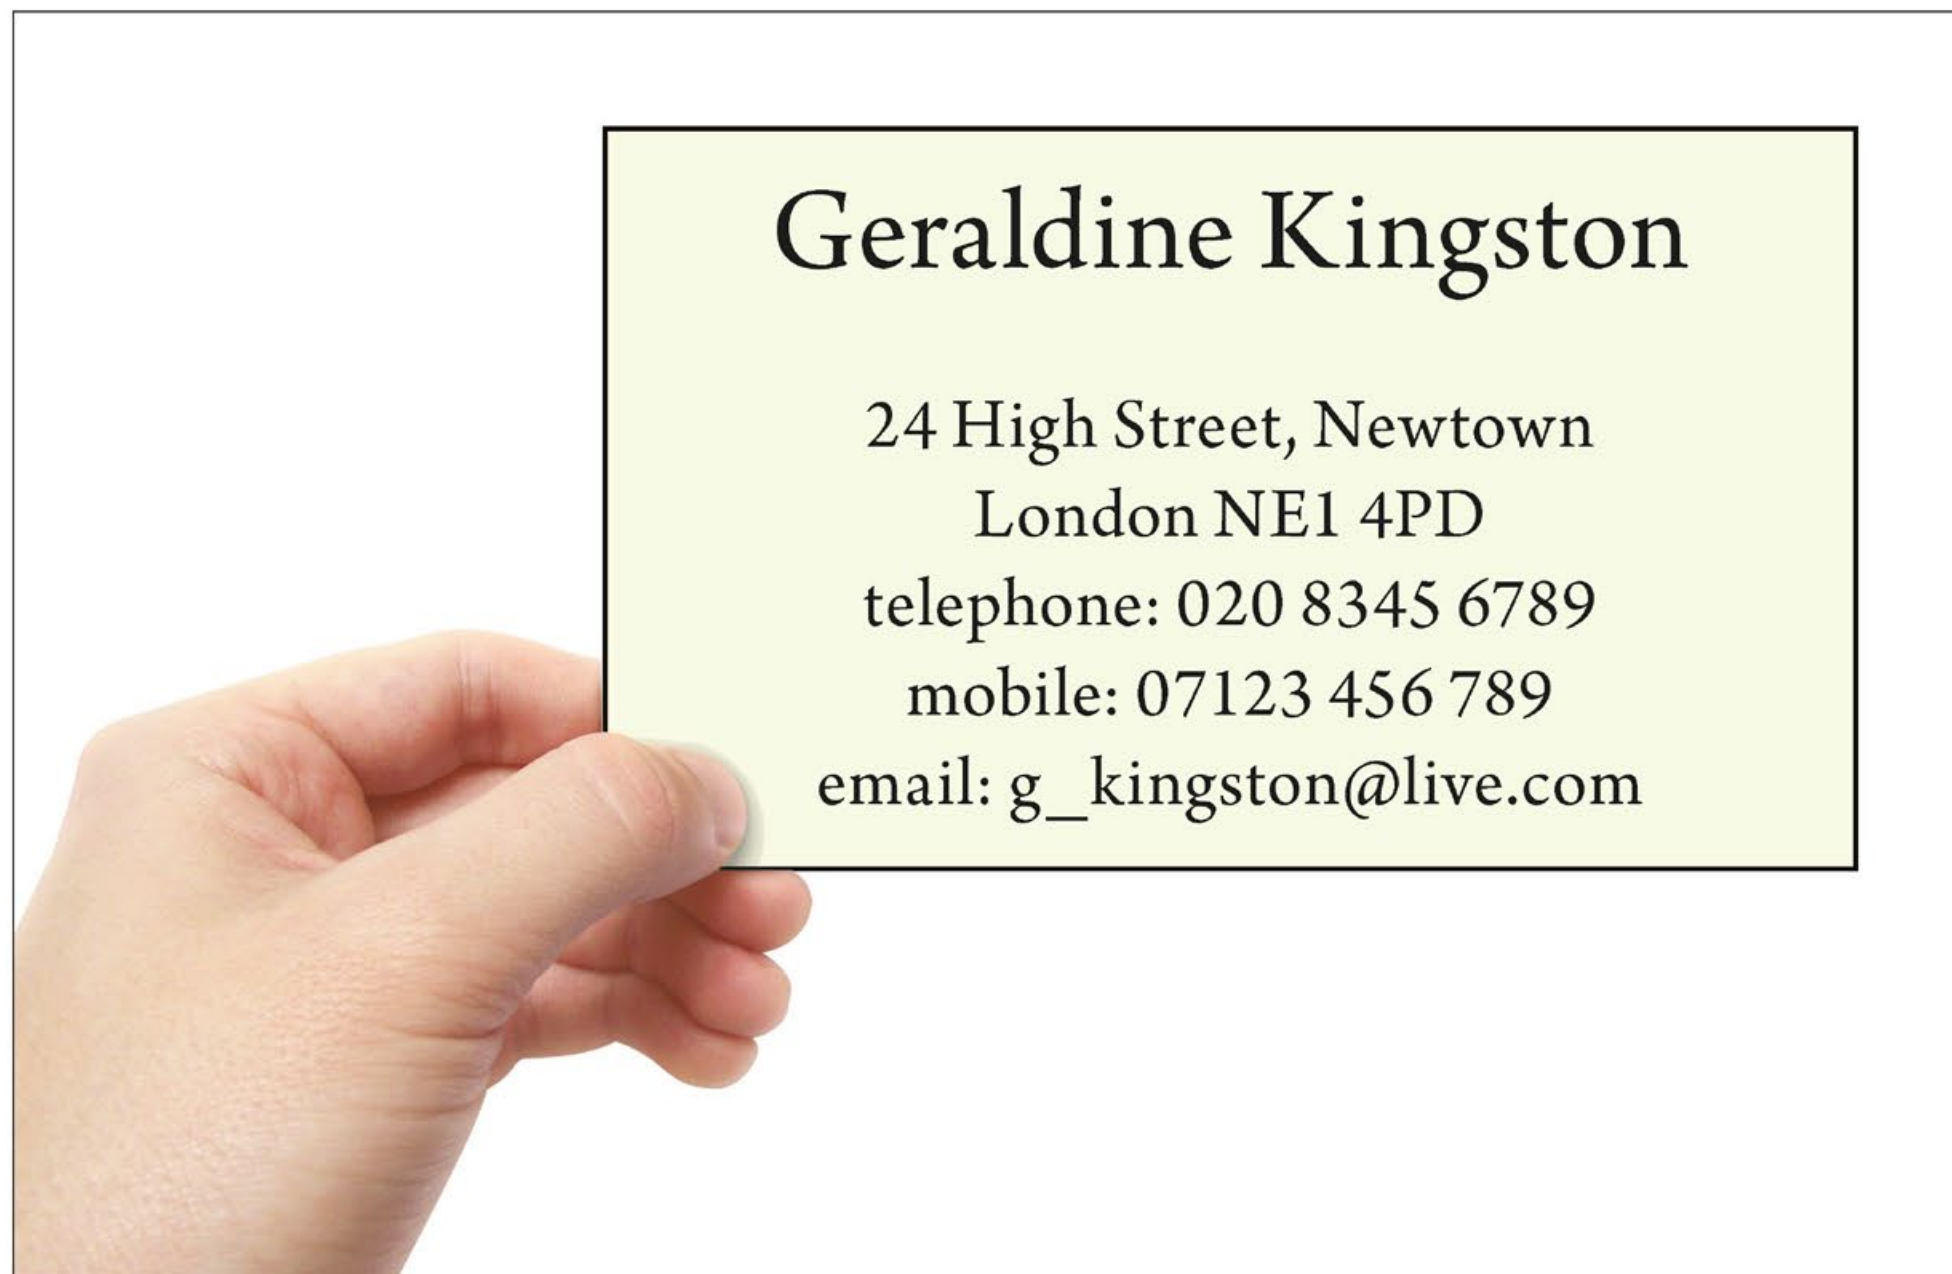 Geraldine Kingston
24 High Street, Newtown
London NE1 4PD
telephone: 020 8345 6789
mobile: 07123 456 789
email: g_kingston@live.com